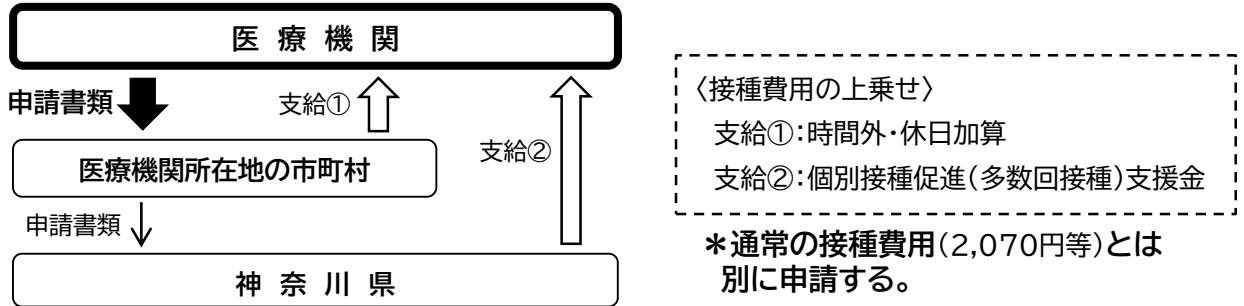 医 療 機 関
申請書類
支給①
支給②
医療機関所在地の市町村
申請書類
神 奈 川 県
〈接種費用の上乗せ〉
支給①:時間外・休日加算
支給②:個別接種促進(多数回接種)支援金
＊通常の接種費用(2,070円等)とは
別に申請する。